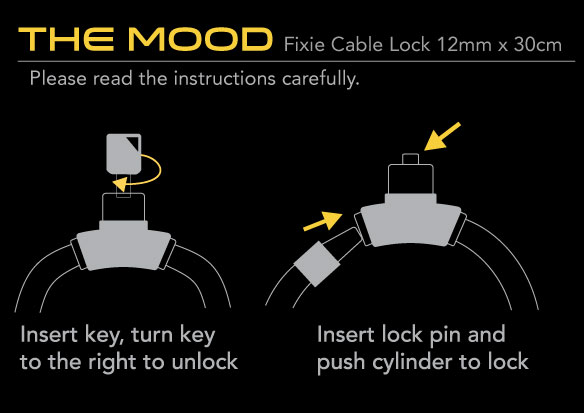 THE MOOD Fixie Cable Lock 12mm x 30cm
Please read the instructions carefully.
Insert key, turn key
to the right to unlock
Insert lock pin and
push cylinder to lock